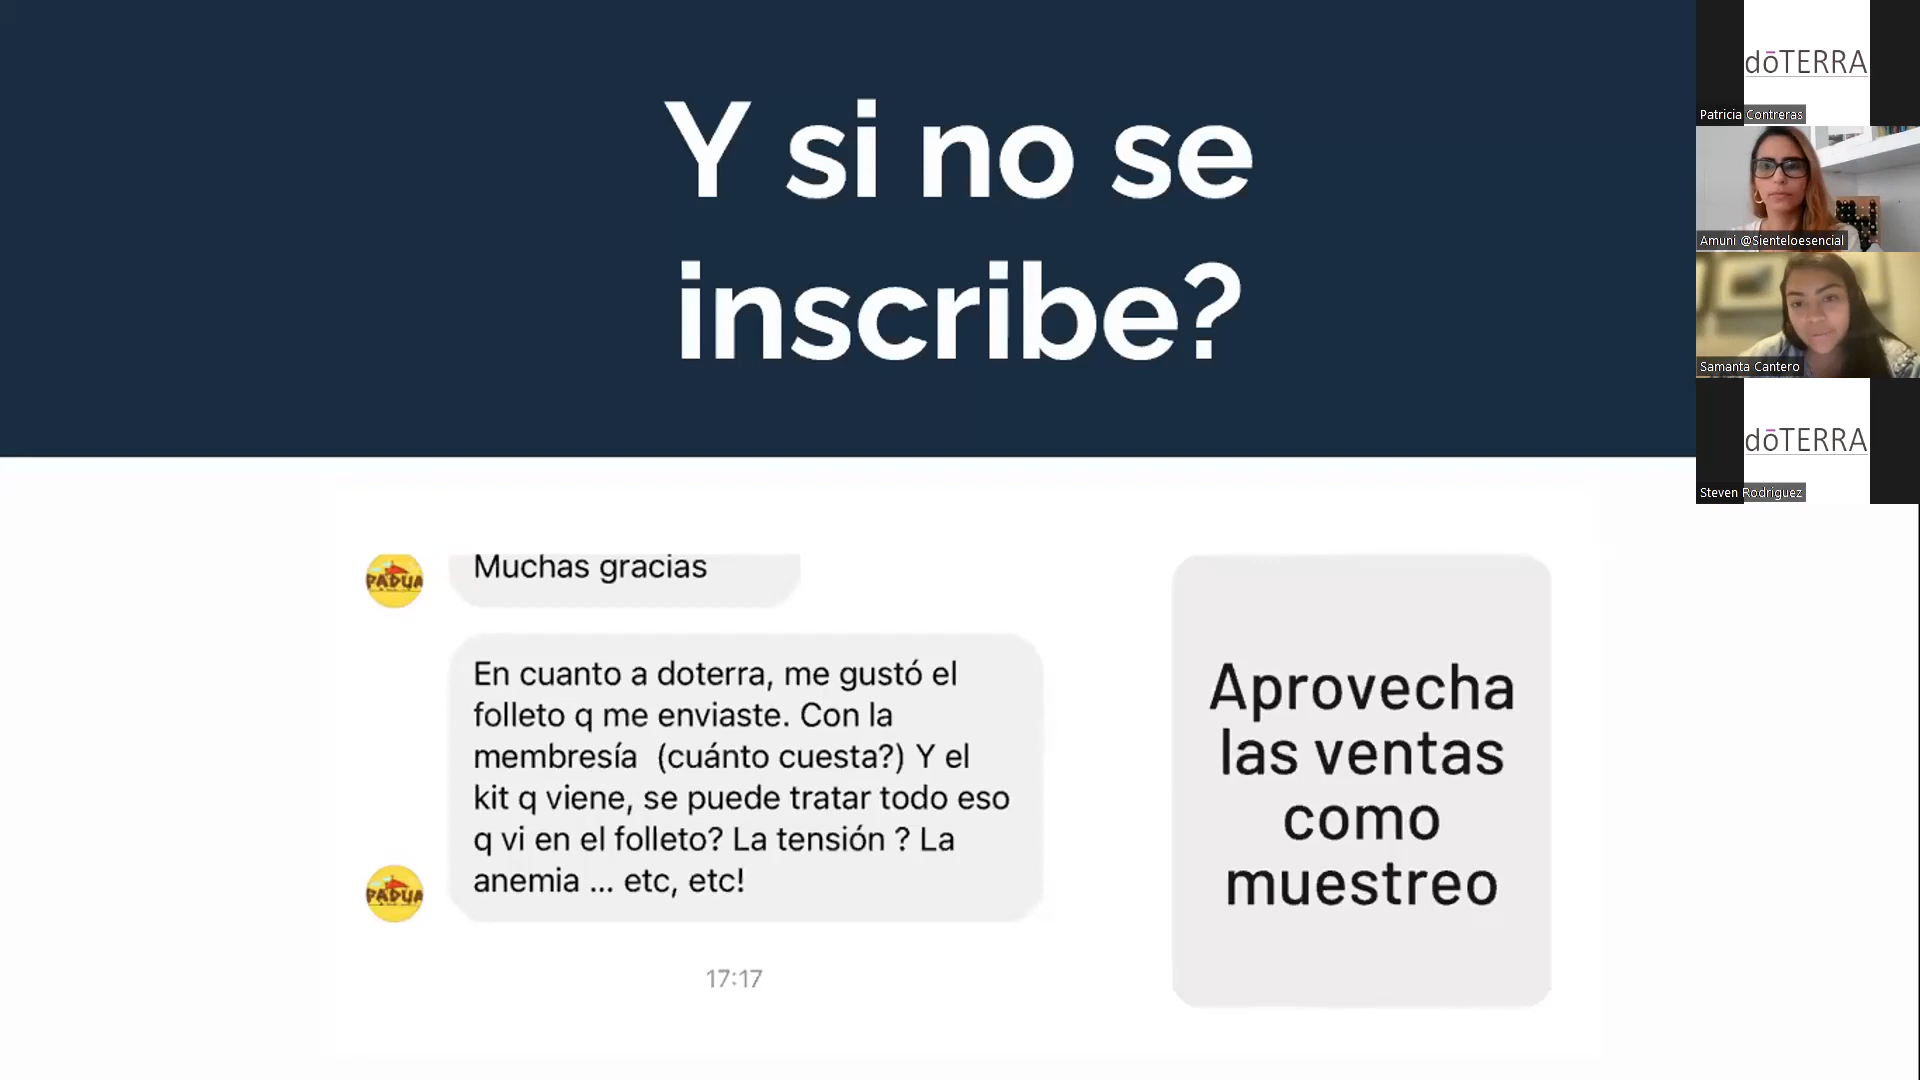 Y si no se
inscribe?
PADUA
Muchas gracias
En cuanto a doterra, me gustó el
folleto q me enviaste. Con la
membresía  (cuánto cuesta?) Y el
kit q viene, se puede tratar todo eso
q vi en el folleto? La tensión ? La
anemia ... etc, etc!
PADUA
17:17
Aprovecha
las ventas
como
muestreo
dōTERRA
Patricia Contreras
Amuni @Sienteloesencial
Samanta Cantero
dōTERRA
Steven Rodriguez